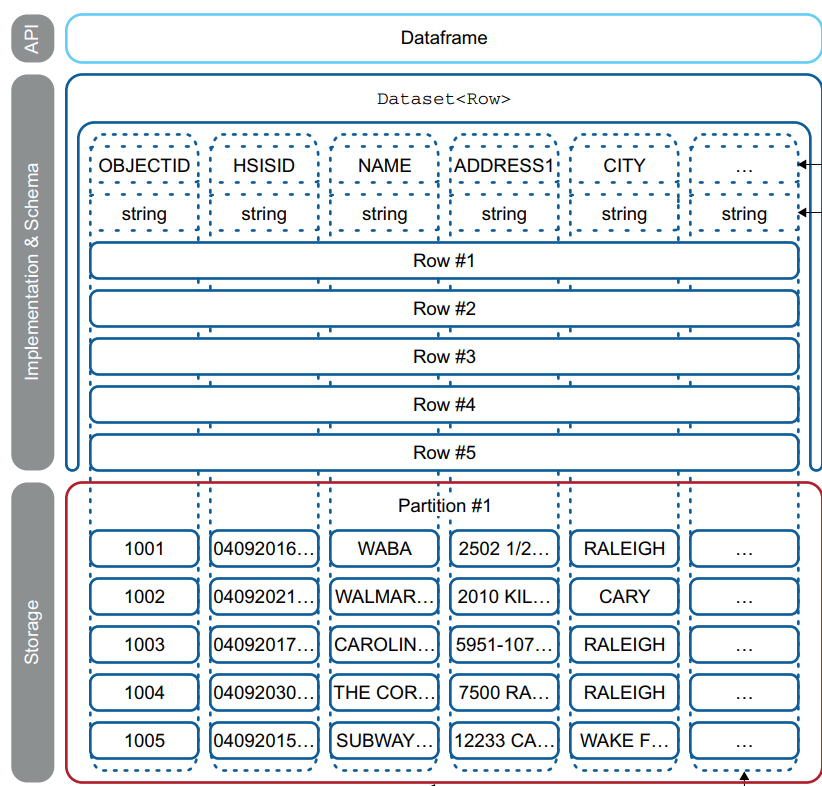 API
Dataframe
Implementation & Schema
Dataset<Row>
OBJECTID HSISID NAME ADDRESS1 CITY ...
string string string string string string
Row #1
Row #2
Row #3
Row #4
Row #5
Storage
Partition #1
1001 04092016... WABA 2502 1/2... RALEIGH ...
1002 04092021... WALMAR... 2010 KIL... CARY ...
1003 04092017... CAROLIN... 5951-107... RALEIGH ...
1004 04092030... THE COR... 7500 RA... RALEIGH ...
1005 04092015... SUBWAY... 12233 CA... WAKE F... ...